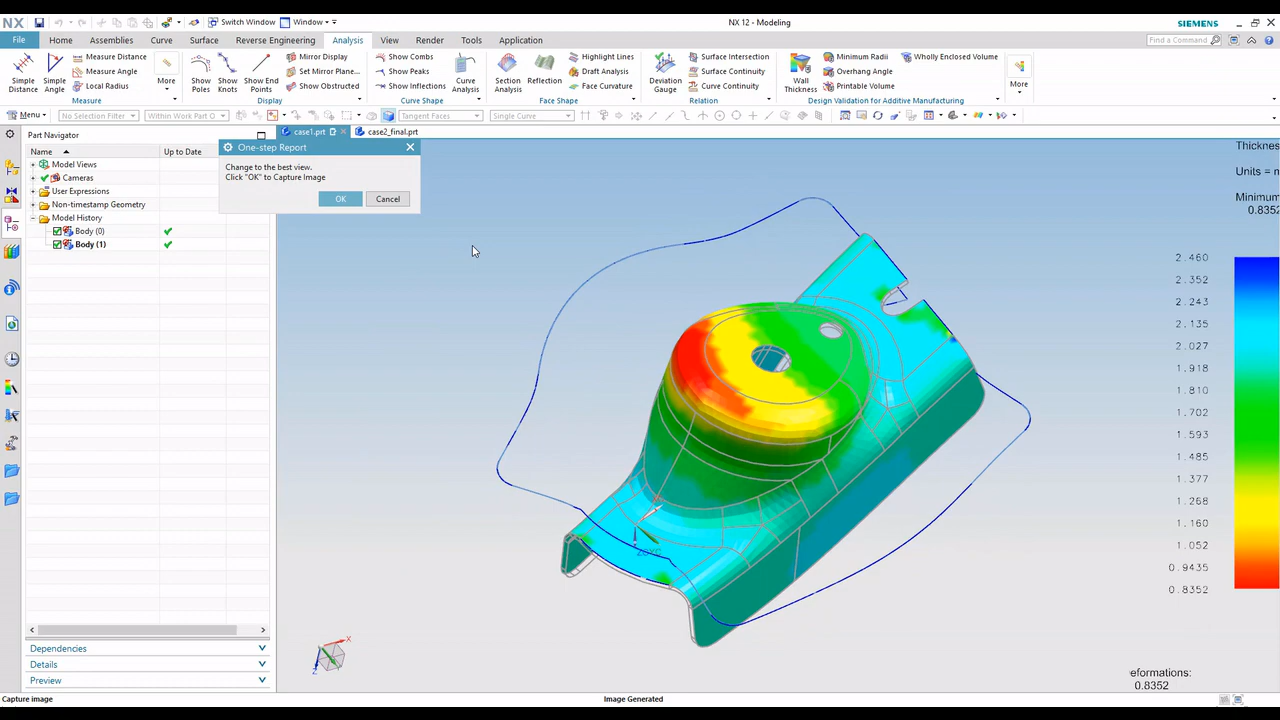 NX
Switch Window
Window
NX 12 - Modeling
SIEMENS
File
Home
Assemblies
Curve
Surface
Reverse Engineering
Analysis
View
Render
Tools
Application
Find a Command
Simple Distance
Simple Angle
Measure Distance
Measure Angle
Local Radius
More
Measure
Show Poles
Show Knots
Show End Points
Mirror Display
Set Mirror Plane...
Show Obstructed
Display
Show Combs
Show Peaks
Show Inflections
Curve Analysis
Curve Shape
Section Analysis
Reflection
Highlight Lines
Draft Analysis
Face Curvature
Face Shape
Deviation Gauge
Surface Intersection
Surface Continuity
Curve Continuity
Relation
Wall Thickness
Minimum Radii
Overhang Angle
Printable Volume
Wholly Enclosed Volume
Design Validation for Additive Manufacturing
More
Menu
No Selection Filter
Within Work Part O
Tangent Faces
Single Curve
Part Navigator
case1.prt
case2_final.prt
Name
Up to Date
Model Views
Cameras
User Expressions
Non-timestamp Geometry
Model History
Body (0)
Body (1)
One-step Report
Change to the best view.
Click "OK" to Capture Image
OK
Cancel
Thickness
Units = n
Minimum
0.8352
2.460
2.352
2.243
2.135
2.027
1.918
1.810
1.702
1.593
1.485
1.377
1.268
1.160
1.052
0.9435
0.8352
eformations:
0.8352
X
Z
Dependencies
Details
Preview
Capture image
Image Generated